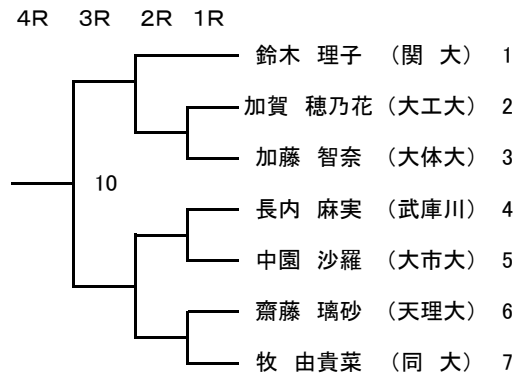 4R 3R 2R 1R
鈴木 理子 （関 大） 1
加賀 穂乃花 （大工大） 2
加藤 智奈 （大体大） 3
10
長内 麻実 （武庫川） 4
中園 沙羅 （大市大） 5
齋藤 璃砂 （天理大） 6
牧 由貴菜 （同 大） 7